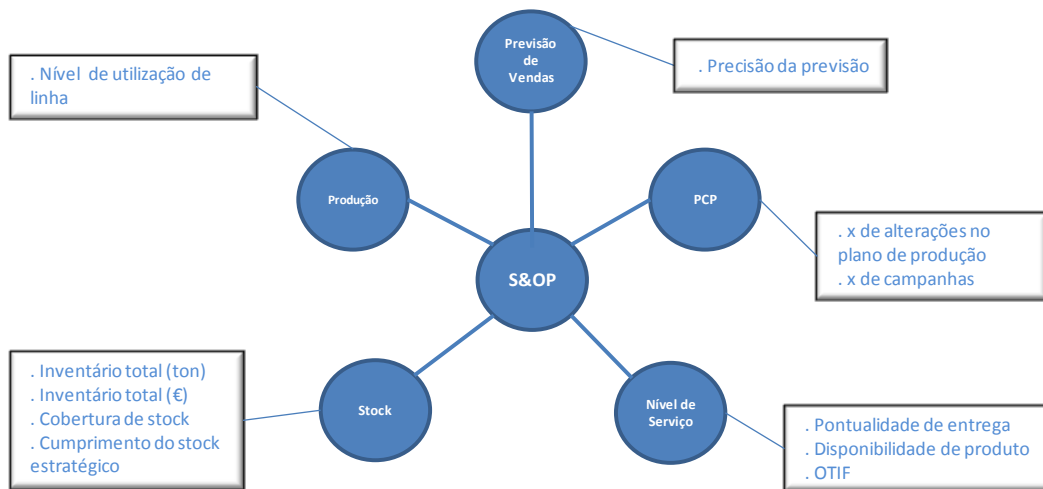 Previsão
de
Vendas
. Precisão da previsão
. Nível de utilização de
linha
Produção
PCP
. x de alterações no
plano de produção
. x de campanhas
S&OP
. Inventário total (ton)
. Inventário total (€)
. Cobertura de stock
. Cumprimento do stock
estratégico
Stock
Nível de
Serviço
. Pontualidade de entrega
. Disponibilidade de produto
. OTIF